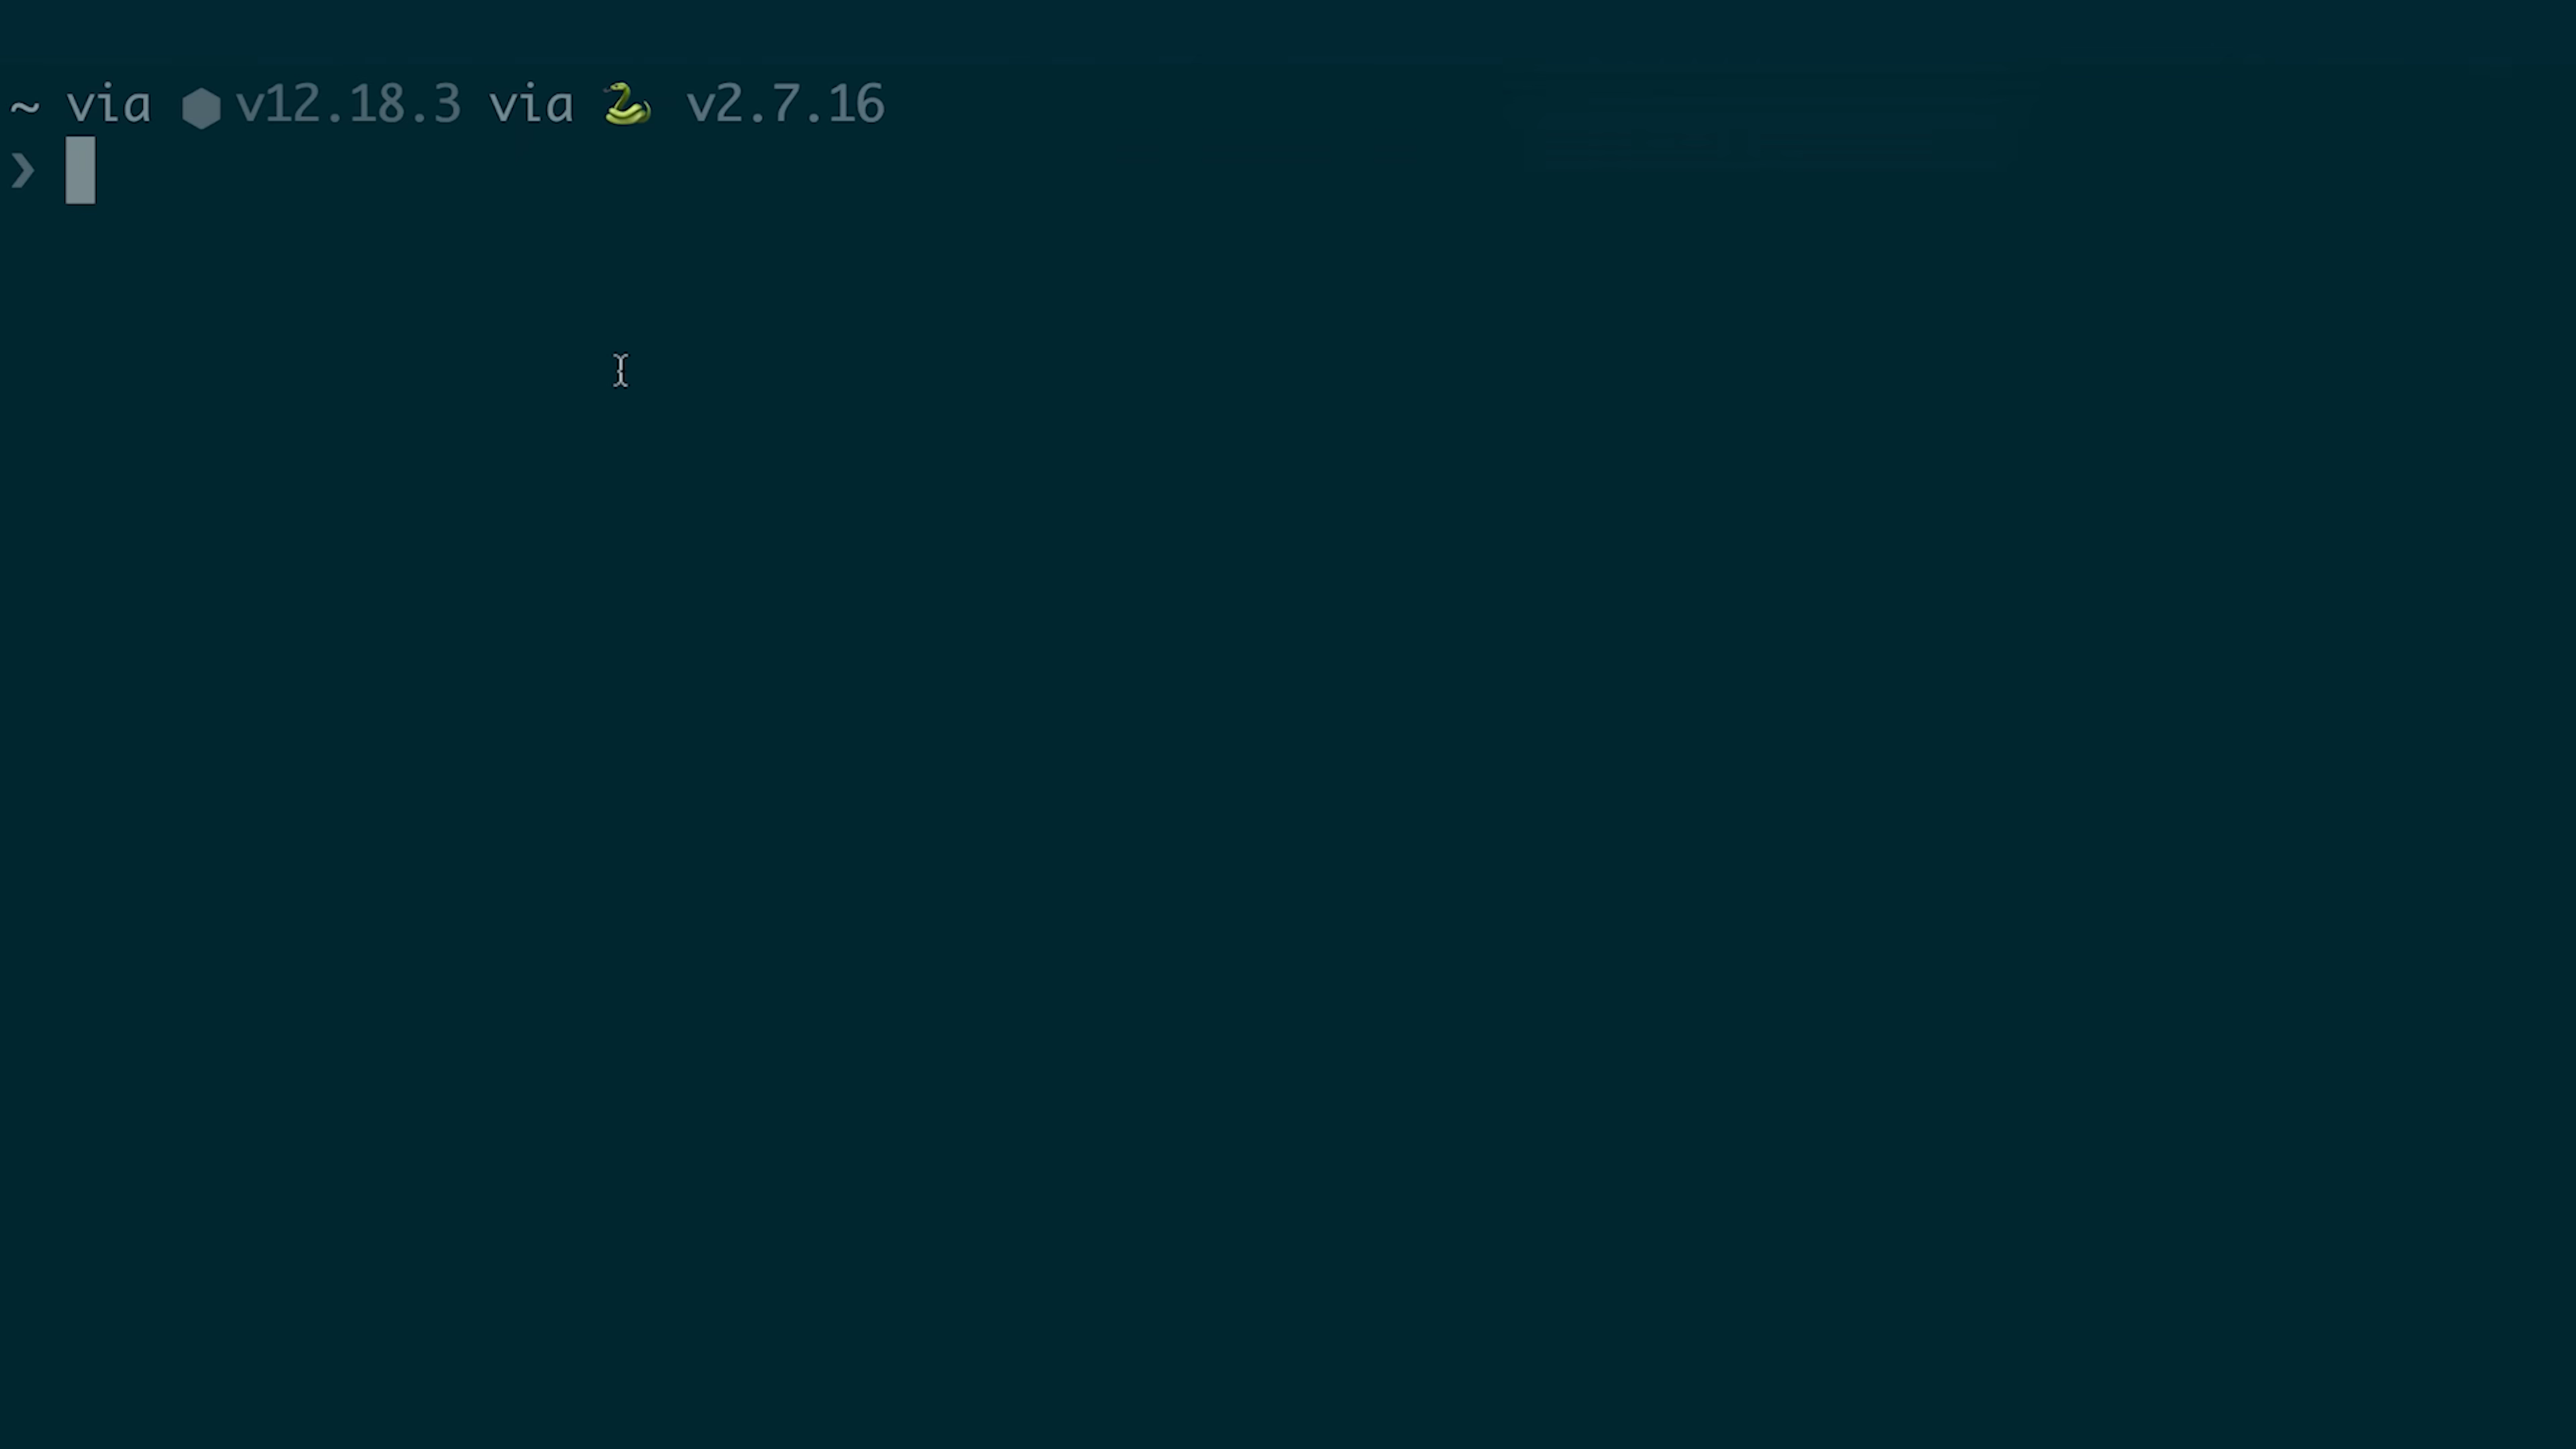 ~ via ⬢ v12.18.3 via 🐍 v2.7.16
❯